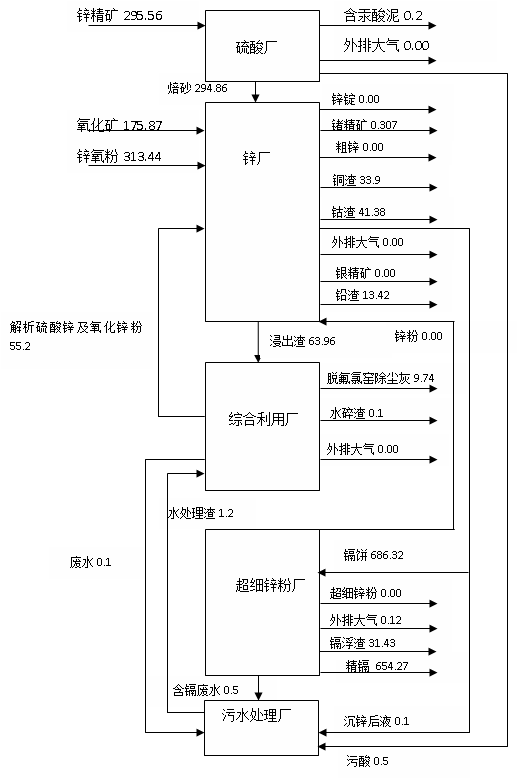 锌精矿 295.56
硫酸厂
含汞酸泥 0.2
外排大气 0.00
焙砂 294.86
氧化矿 175.87
锌氧粉 313.44
锌厂
锌锭 0.00
锗精矿 0.307
粗锌 0.00
铜渣 33.9
钴渣 41.38
外排大气 0.00
银精矿 0.00
铅渣 13.42
解析硫酸锌及氧化锌粉
55.2
浸出渣 63.96
锌粉 0.00
综合利用厂
脱氟氯窑除尘灰 9.74
水碎渣 0.1
外排大气 0.00
水处理渣 1.2
废水 0.1
超细锌粉厂
镉饼 686.32
超细锌粉 0.00
外排大气 0.12
镉浮渣 31.43
精镉 654.27
含镉废水 0.5
污水处理厂
沉锌后液 0.1
污酸 0.5